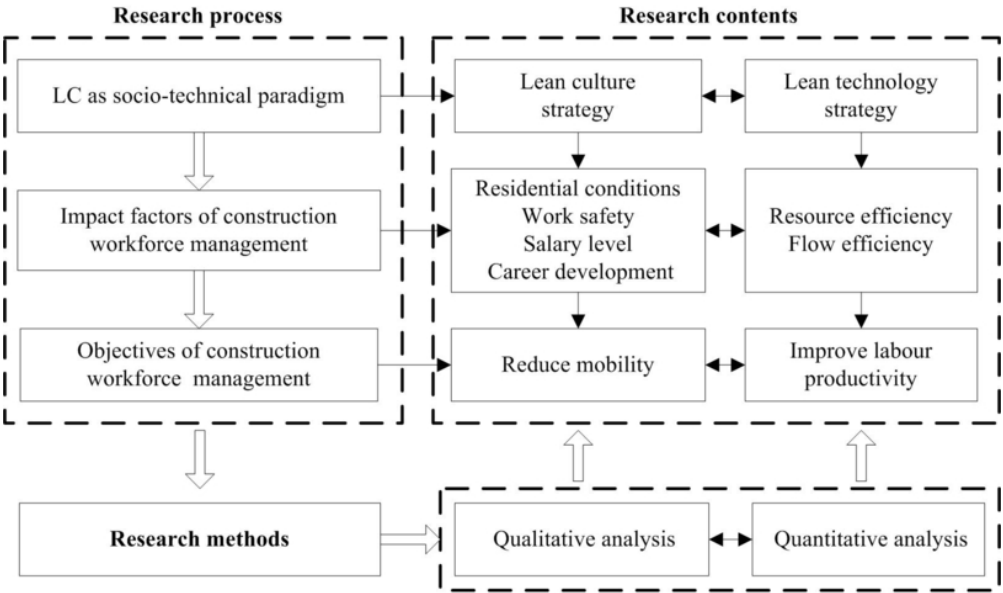 Research process
Research contents
LC as socio-technical paradigm
Lean culture
strategy
Lean technology
strategy
Impact factors of construction
workforce management
Residential conditions
Work safety
Salary level
Career development
Resource efficiency
Flow efficiency
Objectives of construction
workforce management
Reduce mobility
Improve labour
productivity
Research methods
Qualitative analysis
Quantitative analysis